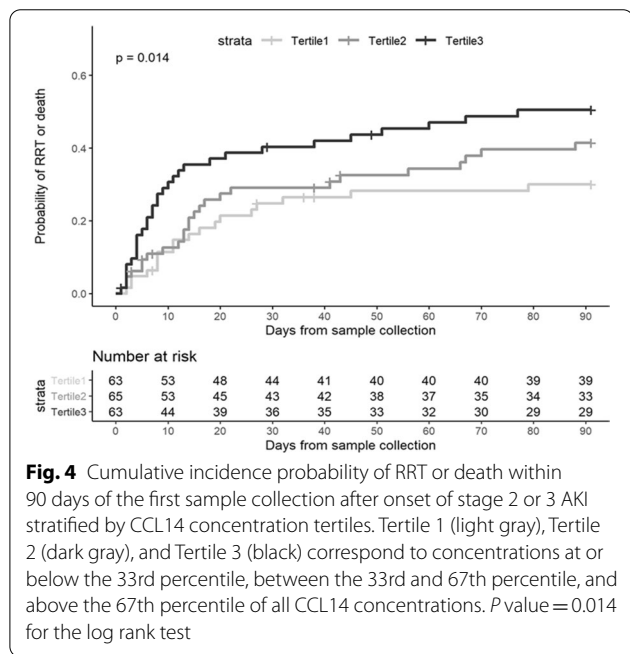 strata Tertile1 Tertile2 Tertile3
p = 0.014
Probability of RRT or death
0.6
0.4
0.2
0.0
0 10 20 30 40 50 60 70 80 90
Days from sample collection
Number at risk
strata
Tertile1 63 53 48 44 41 40 40 40 39 39
Tertile2 65 53 45 43 42 38 37 35 34 33
Tertile3 63 44 39 36 35 33 32 30 29 29
0 10 20 30 40 50 60 70 80 90
Days from sample collection
Fig. 4 Cumulative incidence probability of RRT or death within
90 days of the first sample collection after onset of stage 2 or 3 AKI
stratified by CCL14 concentration tertiles. Tertile 1 (light gray), Tertile
2 (dark gray), and Tertile 3 (black) correspond to concentrations at or
below the 33rd percentile, between the 33rd and 67th percentile, and
above the 67th percentile of all CCL14 concentrations. P value = 0.014
for the log rank test